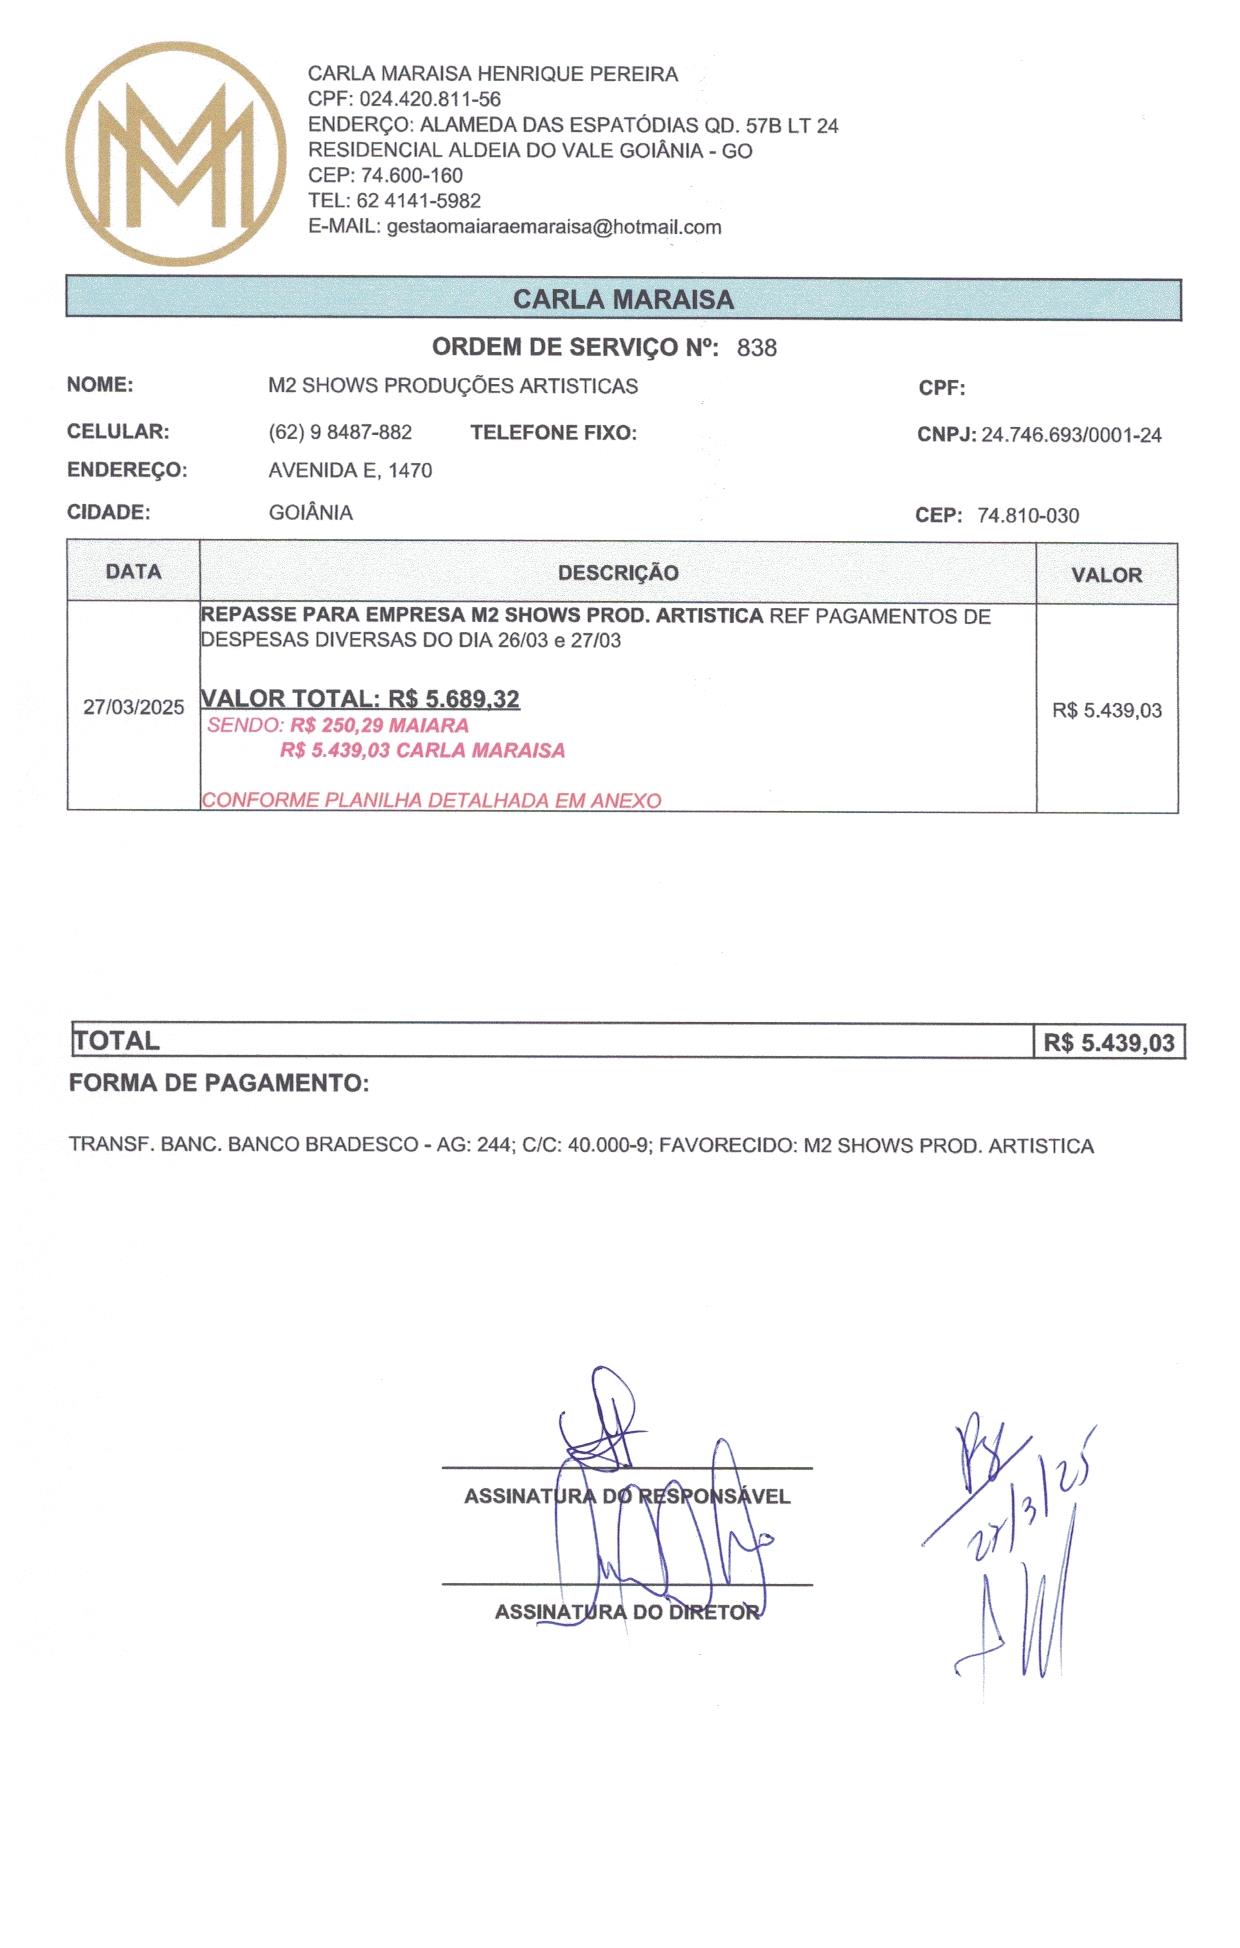 CARLA MARAISA HENRIQUE PEREIRA
CPF: 024.420.811-56
ENDERÇO: ALAMEDA DAS ESPATÓDIAS QD. 57B LT 24
RESIDENCIAL ALDEIA DO VALE GOIÂNIA - GO
CEP: 74.600-160
TEL: 62 4141-5982
E-MAIL: gestaomaiaraemaraisa@hotmail.com
CARLA MARAISA
ORDEM DE SERVIÇO Nº: 838
NOME: M2 SHOWS PRODUÇÕES ARTISTICAS CPF:
CELULAR: (62) 9 8487-882 TELEFONE FIXO: CNPJ: 24.746.693/0001-24
ENDEREÇO: AVENIDA E, 1470
CIDADE: GOIÂNIA CEP: 74.810-030
DATA DESCRIÇÃO VALOR
REPASSE PARA EMPRESA M2 SHOWS PROD. ARTISTICA REF PAGAMENTOS DE
DESPESAS DIVERSAS DO DIA 26/03 e 27/03
VALOR TOTAL: R$ 5.689,32
27/03/2025 R$ 5.439,03
SENDO: R$ 250,29 MAIARA
R$ 5.439,03 CARLA MARAISA
CONFORME PLANILHA DETALHADA EM ANEXO
TOTAL R$ 5.439,03
FORMA DE PAGAMENTO:
TRANSF. BANC. BANCO BRADESCO - AG: 244; C/C: 40.000-9; FAVORECIDO: M2 SHOWS PROD. ARTISTICA
ASSINATURA DO RESPONSÁVEL
27/3/25
ASSINATURA DO DIRETOR